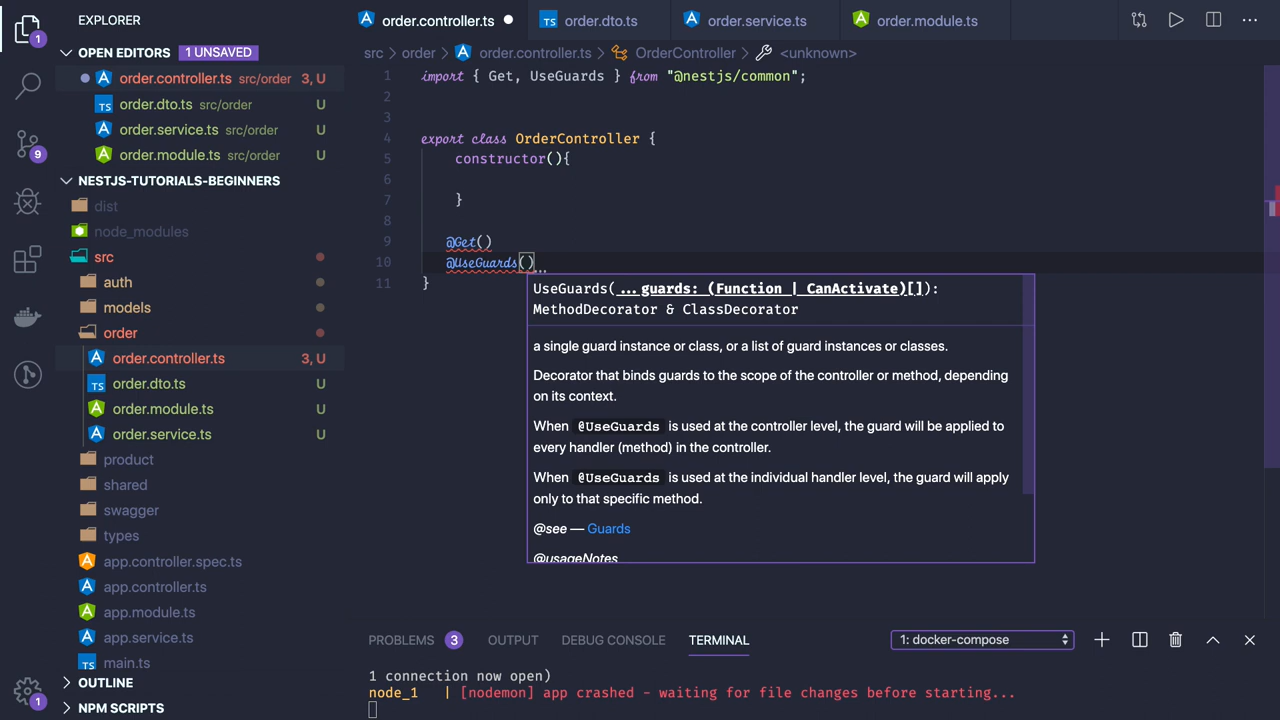 EXPLORER
OPEN EDITORS 1 UNSAVED
order.controller.ts src/order 3, U
TS order.dto.ts src/order U
order.service.ts src/order U
order.module.ts src/order U
NESTJS-TUTORIALS-BEGINNERS
dist
node_modules
src
auth
models
order
order.controller.ts 3, U
TS order.dto.ts U
order.module.ts U
order.service.ts U
product
shared
swagger
types
app.controller.spec.ts
app.controller.ts
app.module.ts
app.service.ts
TS main.ts
OUTLINE
NPM SCRIPTS
1
9
1
order.controller.ts TS order.dto.ts order.service.ts order.module.ts
src > order > order.controller.ts > OrderController > <unknown>
1 import { Get, UseGuards } from "@nestjs/common";
2
3
4 export class OrderController {
5 constructor(){
6
7 }
8
9 @Get()
10 @UseGuards()
11 }
UseGuards(...guards: (Function | CanActivate)[]):
MethodDecorator & ClassDecorator
a single guard instance or class, or a list of guard instances or classes.
Decorator that binds guards to the scope of the controller or method, depending
on its context.
When @UseGuards is used at the controller level, the guard will be applied to
every handler (method) in the controller.
When @UseGuards is used at the individual handler level, the guard will apply
only to that specific method.
@see — Guards
@usageNotes
PROBLEMS 3 OUTPUT DEBUG CONSOLE TERMINAL 1: docker-compose
1 connection now open)
node_1 | [nodemon] app crashed - waiting for file changes before starting...